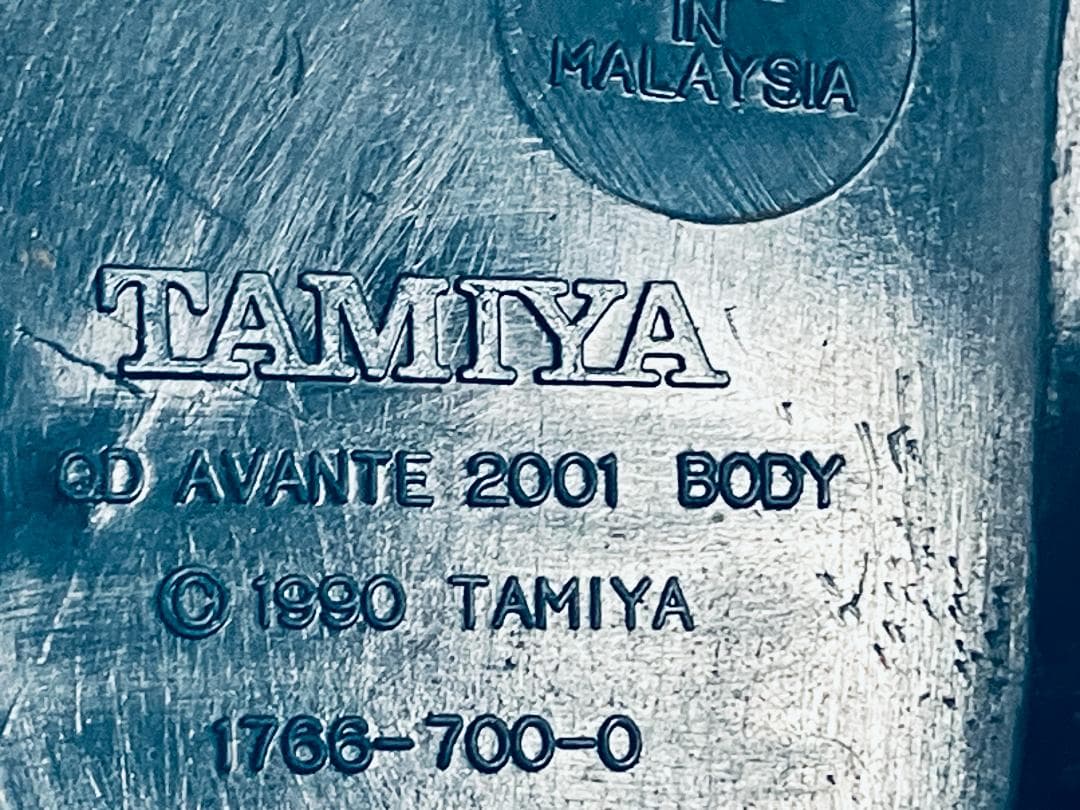 IN
MALAYSIA
TAMIYA
QD AVANTE 2001 BODY
© 1990 TAMIYA
1766-700-0